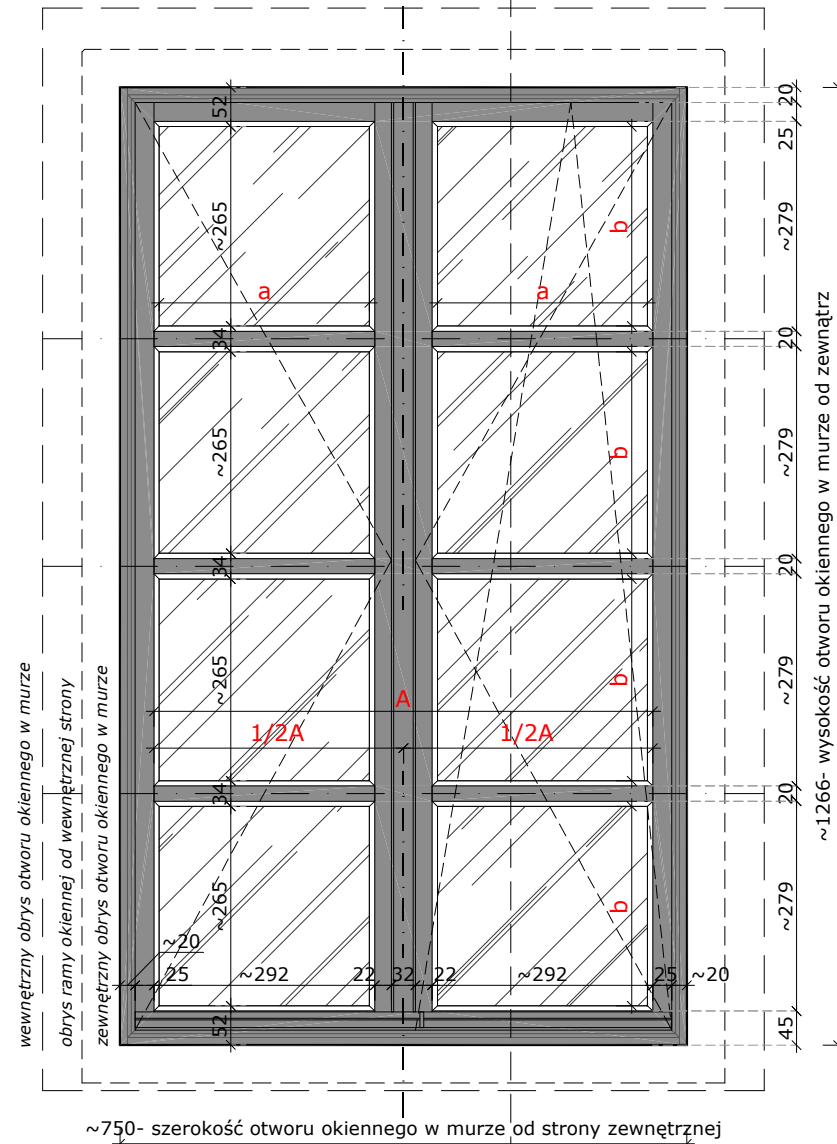 52
20
25
~265
~279
b
a
a
34
20
~265
~279
b
34
20
~265
~279
b
A
1/2A
1/2A
34
20
~265
~279
b
~20
25
~292
22
32
22
~292
25
~20
52
45
wewnętrzny obrys otworu okiennego w murze
obrys ramy okiennej od wewnętrznej strony
zewnętrzny obrys otworu okiennego w murze
~1266- wysokość otworu okiennego w murze od zewnątrz
~750- szerokość otworu okiennego w murze od strony zewnętrznej